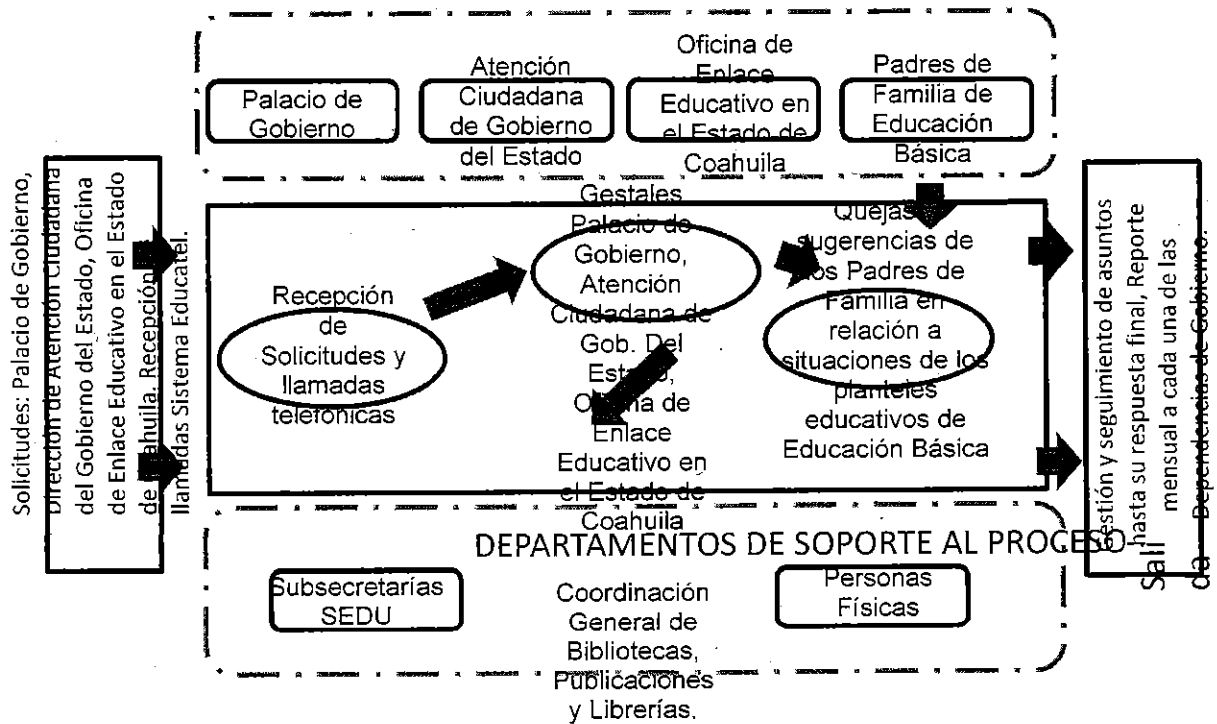 Palacio de
Gobierno
Atención
Ciudadana
de Gobierno
del Estado
Oficina de
Enlace
Educativo en
el Estado de
Coahuila
Padres de
Familia de
Educación
Básica
Solicitudes: Palacio de Gobierno,
Dirección de Atención Ciudadana
del Gobierno del Estado, Oficina
de Enlace Educativo en el Estado
de Coahuila. Recepción
llamadas Sistema Educatel.
Recepción
de
Solicitudes y
llamadas
telefónicas
Gestales
Palacio de
Gobierno,
Atención
Ciudadana de
Gob. Del
Estado,
Oficina de
Enlace
Educativo en
el Estado de
Coahuila
Quejas
sugerencias de
los Padres de
Familia en
relación a
situaciones de los
planteles
educativos de
Educación Básica
Gestión y seguimiento de asuntos
hasta su respuesta final, Reporte
mensual a cada una de las
Dependencias de Gobierno.
Sali
da
DEPARTAMENTOS DE SOPORTE AL PROCESO
Subsecretarías
SEDU
Coordinación
General de
Bibliotecas,
Publicaciones
y Librerías.
Personas
Físicas